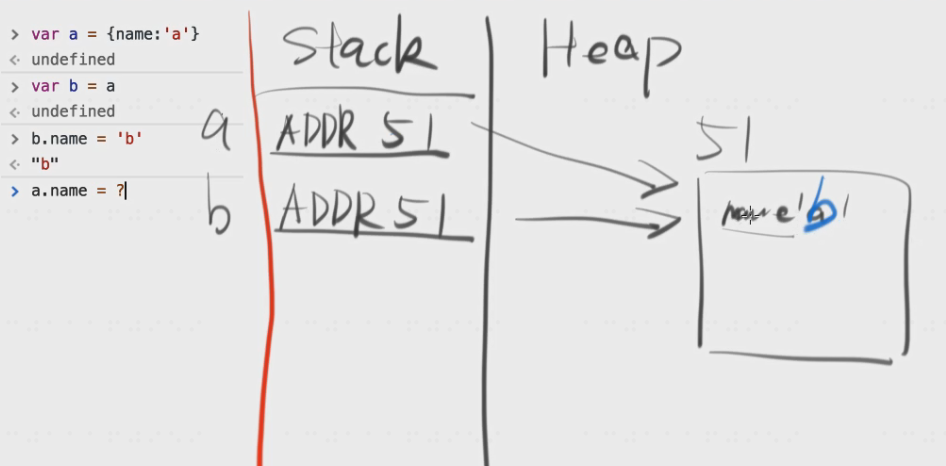 > var a = {name:'a'}
<· undefined
> var b = a
<· undefined
> b.name = 'b'
<· "b"
> a.name = ?
Stack
Heap
a
ADDR 51
b
ADDR 51
51
name 'b'